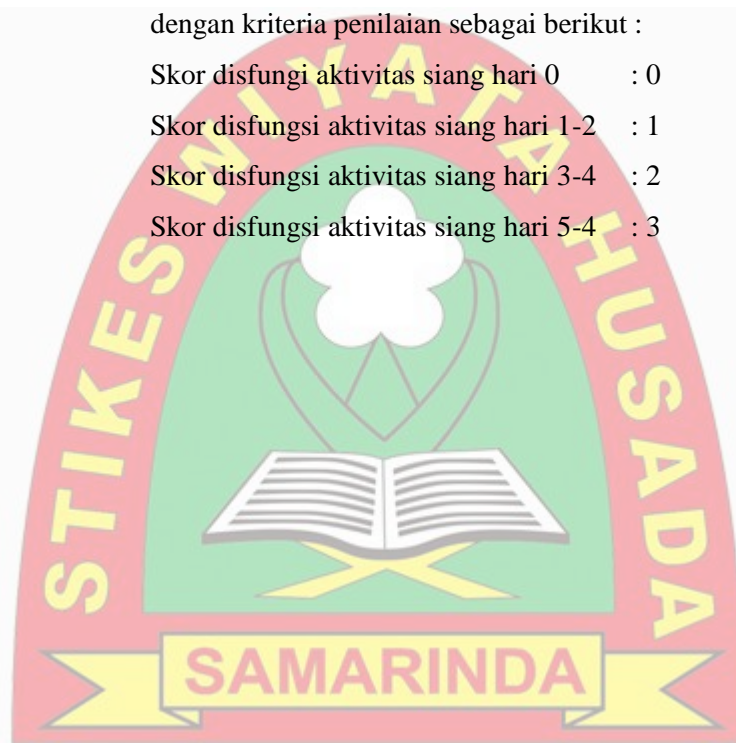 dengan kriteria penilaian sebagai berikut :
Skor disfungi aktivitas siang hari 0 : 0
Skor disfungsi aktivitas siang hari 1-2 : 1
Skor disfungsi aktivitas siang hari 3-4 : 2
Skor disfungsi aktivitas siang hari 5-4 : 3
STIKES WIYATA HUSADA
SAMARINDA